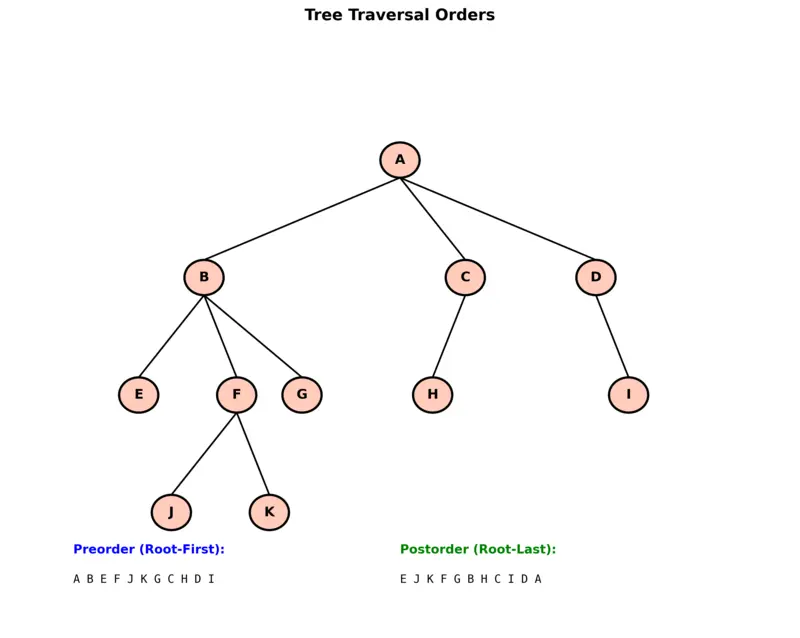 Tree Traversal Orders
A
B
C
D
E
F
G
H
I
J
K
Preorder (Root-First):
Postorder (Root-Last):
A B E F J K G C H D I
E J K F G B H C I D A